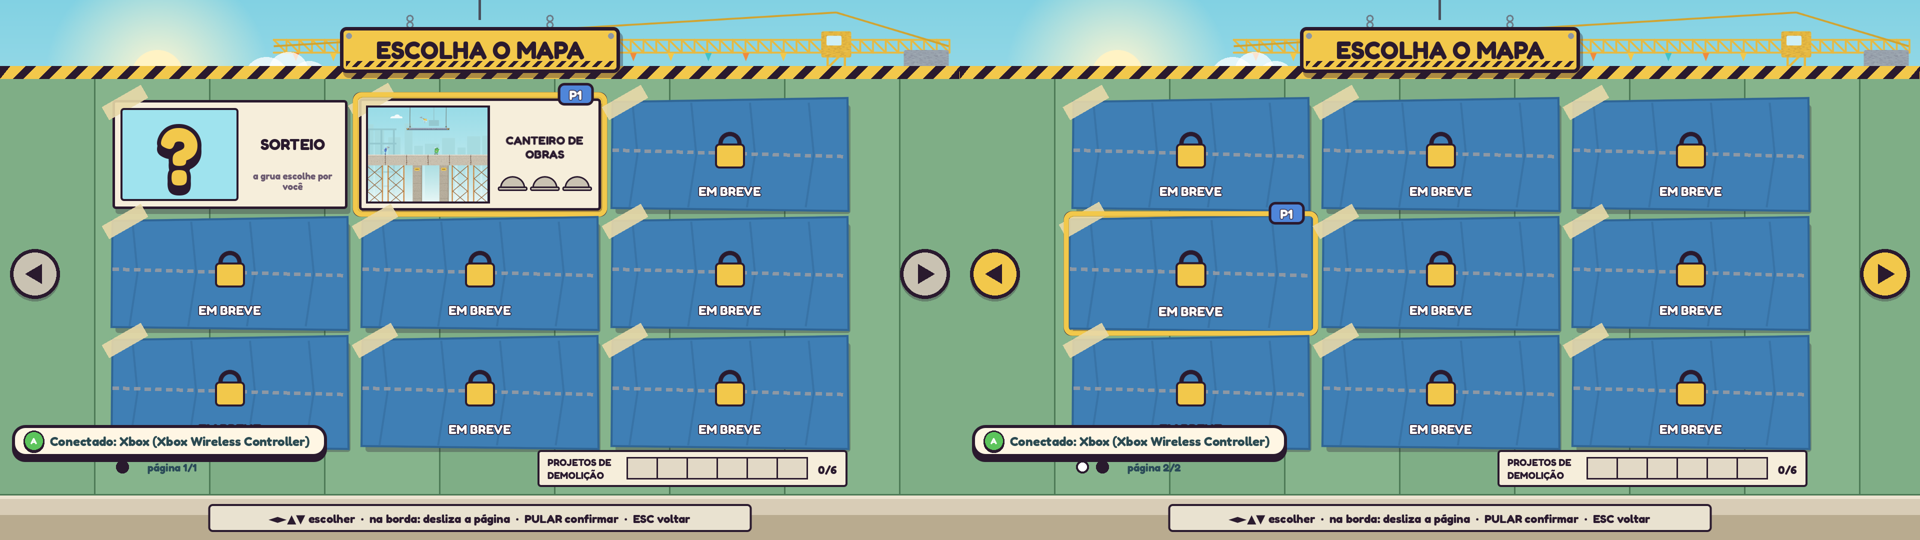 ESCOLHA O MAPA
P1
SORTEIO
a grua escolhe por
você
CANTEIRO DE
OBRAS
EM BREVE
EM BREVE
EM BREVE
EM BREVE
EM BREVE
EM BREVE
A Conectado: Xbox (Xbox Wireless Controller)
página 1/1
PROJETOS DE
DEMOLIÇÃO
0/6
escolher · na borda: desliza a página · PULAR confirmar · ESC voltar
ESCOLHA O MAPA
EM BREVE
EM BREVE
EM BREVE
P1
EM BREVE
EM BREVE
EM BREVE
EM BREVE
EM BREVE
A Conectado: Xbox (Xbox Wireless Controller)
página 2/2
PROJETOS DE
DEMOLIÇÃO
0/6
escolher · na borda: desliza a página · PULAR confirmar · ESC voltar